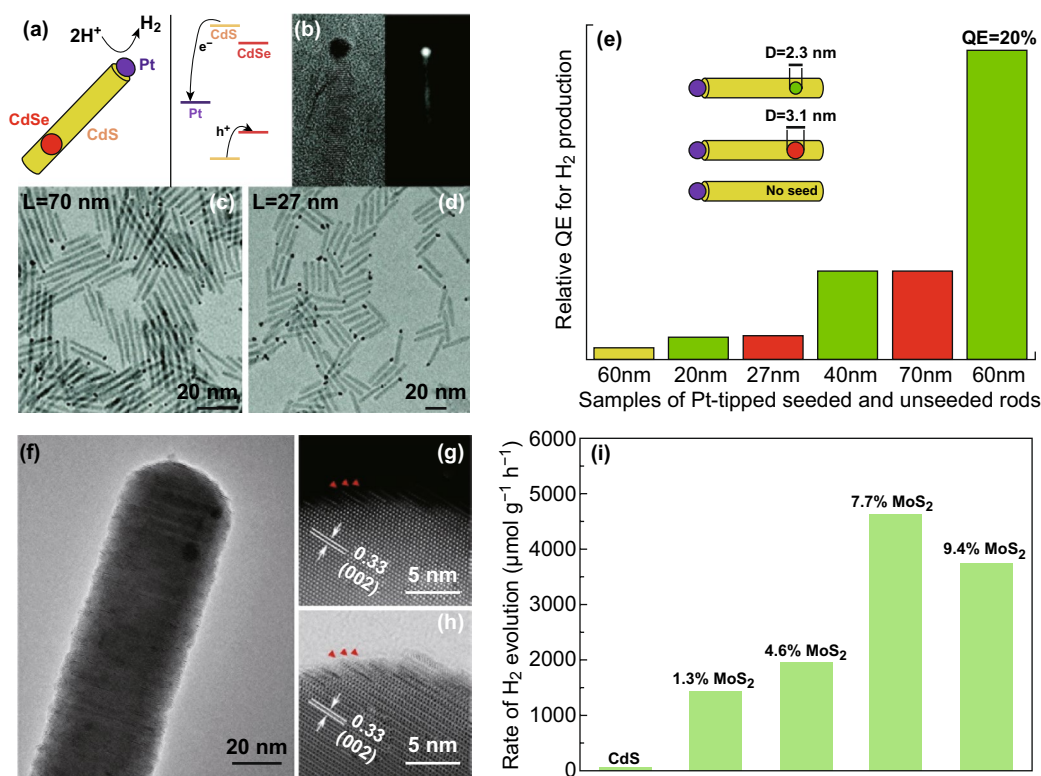 (a)
2H⁺
H₂
Pt
CdSe
CdS
CdS
e⁻
CdSe
Pt
h⁺
(b)
L=70 nm
(c)
20 nm
L=27 nm
(d)
20 nm
(e)
QE=20%
D=2.3 nm
D=3.1 nm
No seed
Relative QE for H₂ production
60nm 20nm 27nm 40nm 70nm 60nm
Samples of Pt-tipped seeded and unseeded rods
(f)
20 nm
(g)
0.33
(002)
5 nm
(h)
0.33
(002)
5 nm
(i)
Rate of H₂ evolution (μmol g⁻¹ h⁻¹)
6000
5000
4000
3000
2000
1000
0
CdS
1.3% MoS₂
4.6% MoS₂
7.7% MoS₂
9.4% MoS₂